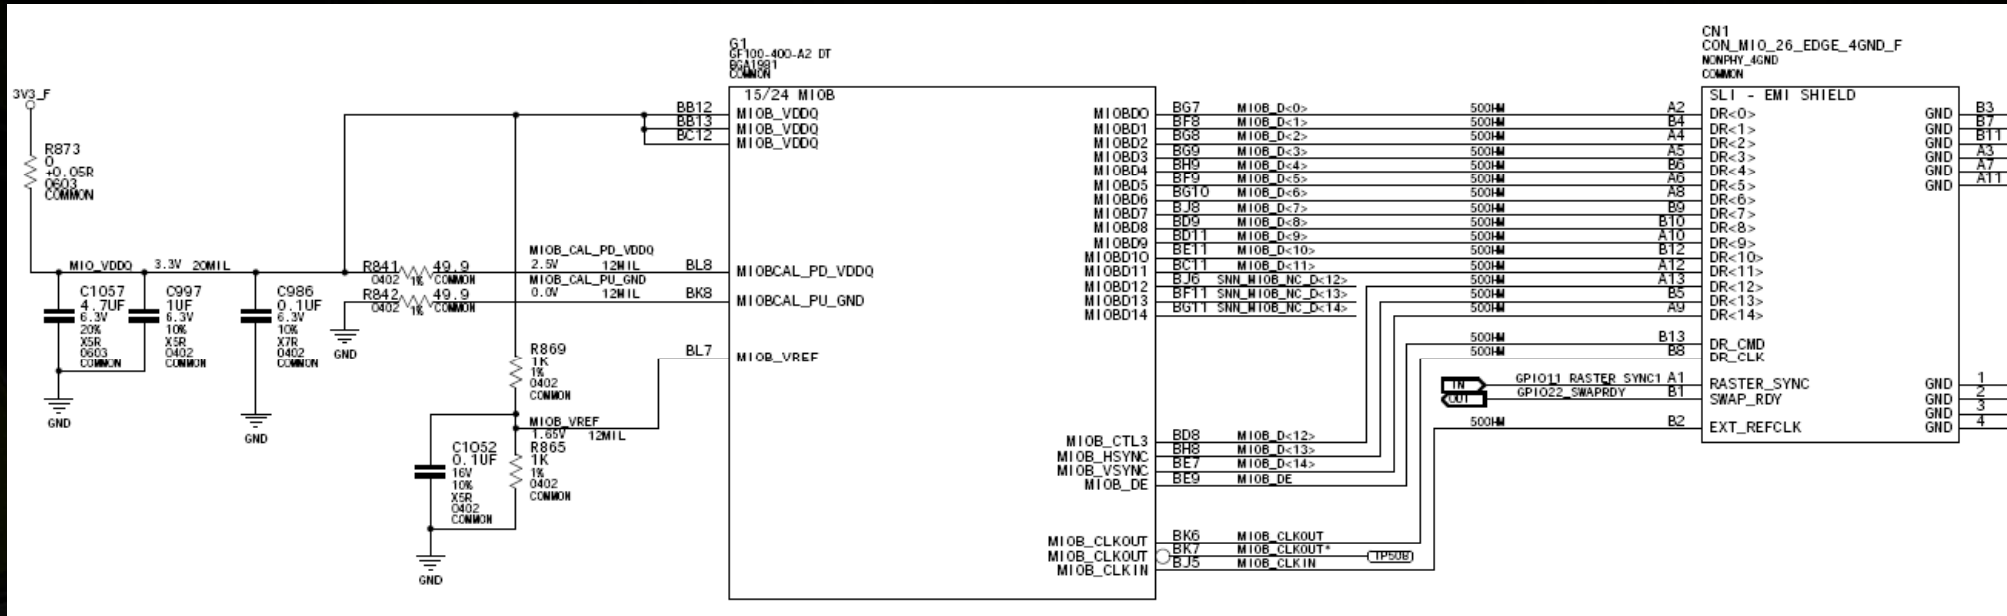 G1
GF100-400-A2 DT
BGA1981
COMMON
CN1
CON_MIO_26_EDGE_4GND_F
NONPHY_4GND
COMMON
3V3_F
R873
0
+0.05R
0603
COMMON
MIO_VDDQ 3.3V 20MIL
C1057
4.7UF
6.3V
20%
X5R
0603
COMMON
C997
1UF
6.3V
10%
X5R
0402
COMMON
C986
0.1UF
6.3V
10%
X7R
0402
COMMON
GND
GND
GND
R841 49.9
0402 1% COMMON
R842 49.9
0402 1% COMMON
MIOB_CAL_PD_VDDQ
2.5V 12MIL
MIOB_CAL_PU_GND
0.0V 12MIL
R869
1K
1%
0402
COMMON
MIOB_VREF
1.65V 12MIL
R865
1K
1%
0402
COMMON
C1052
0.1UF
16V
10%
X5R
0402
COMMON
GND
15/24 MIOB
BB12 MIOB_VDDQ
BB13 MIOB_VDDQ
BC12 MIOB_VDDQ
BL8 MIOBCAL_PD_VDDQ
BK8 MIOBCAL_PU_GND
BL7 MIOB_VREF
MIOBD0 BG7 MIOB_D<0> 50OHM A2 DR<0>
MIOBD1 BF8 MIOB_D<1> 50OHM B4 DR<1>
MIOBD2 BG8 MIOB_D<2> 50OHM A4 DR<2>
MIOBD3 BG9 MIOB_D<3> 50OHM A5 DR<3>
MIOBD4 BH9 MIOB_D<4> 50OHM B6 DR<4>
MIOBD5 BF9 MIOB_D<5> 50OHM A6 DR<5>
MIOBD6 BG10 MIOB_D<6> 50OHM A8 DR<6>
MIOBD7 BJ8 MIOB_D<7> 50OHM B9 DR<7>
MIOBD8 BD9 MIOB_D<8> 50OHM B10 DR<8>
MIOBD9 BD11 MIOB_D<9> 50OHM A10 DR<9>
MIOBD10 BE11 MIOB_D<10> 50OHM B12 DR<10>
MIOBD11 BC11 MIOB_D<11> 50OHM A12 DR<11>
MIOBD12 BJ6 SNN_MIOB_NC_D<12> 50OHM A13 DR<12>
MIOBD13 BF11 SNN_MIOB_NC_D<13> 50OHM B5 DR<13>
MIOBD14 BG11 SNN_MIOB_NC_D<14> 50OHM A9 DR<14>
50OHM B13 DR_CMD
50OHM B8 DR_CLK
IN GPIO11_RASTER_SYNC1 A1 RASTER_SYNC
OUT GPIO22_SWAPRDY B1 SWAP_RDY
50OHM B2 EXT_REFCLK
MIOB_CTL3 BD8 MIOB_D<12>
MIOB_HSYNC BH8 MIOB_D<13>
MIOB_VSYNC BE7 MIOB_D<14>
MIOB_DE BE9 MIOB_DE
MIOB_CLKOUT BK6 MIOB_CLKOUT
MIOB_CLKOUT BK7 MIOB_CLKOUT* TP508
MIOB_CLKIN BJ5 MIOB_CLKIN
SLI - EMI SHIELD
GND B3
GND B7
GND B11
GND A3
GND A7
GND A11
GND 1
GND 2
GND 3
GND 4